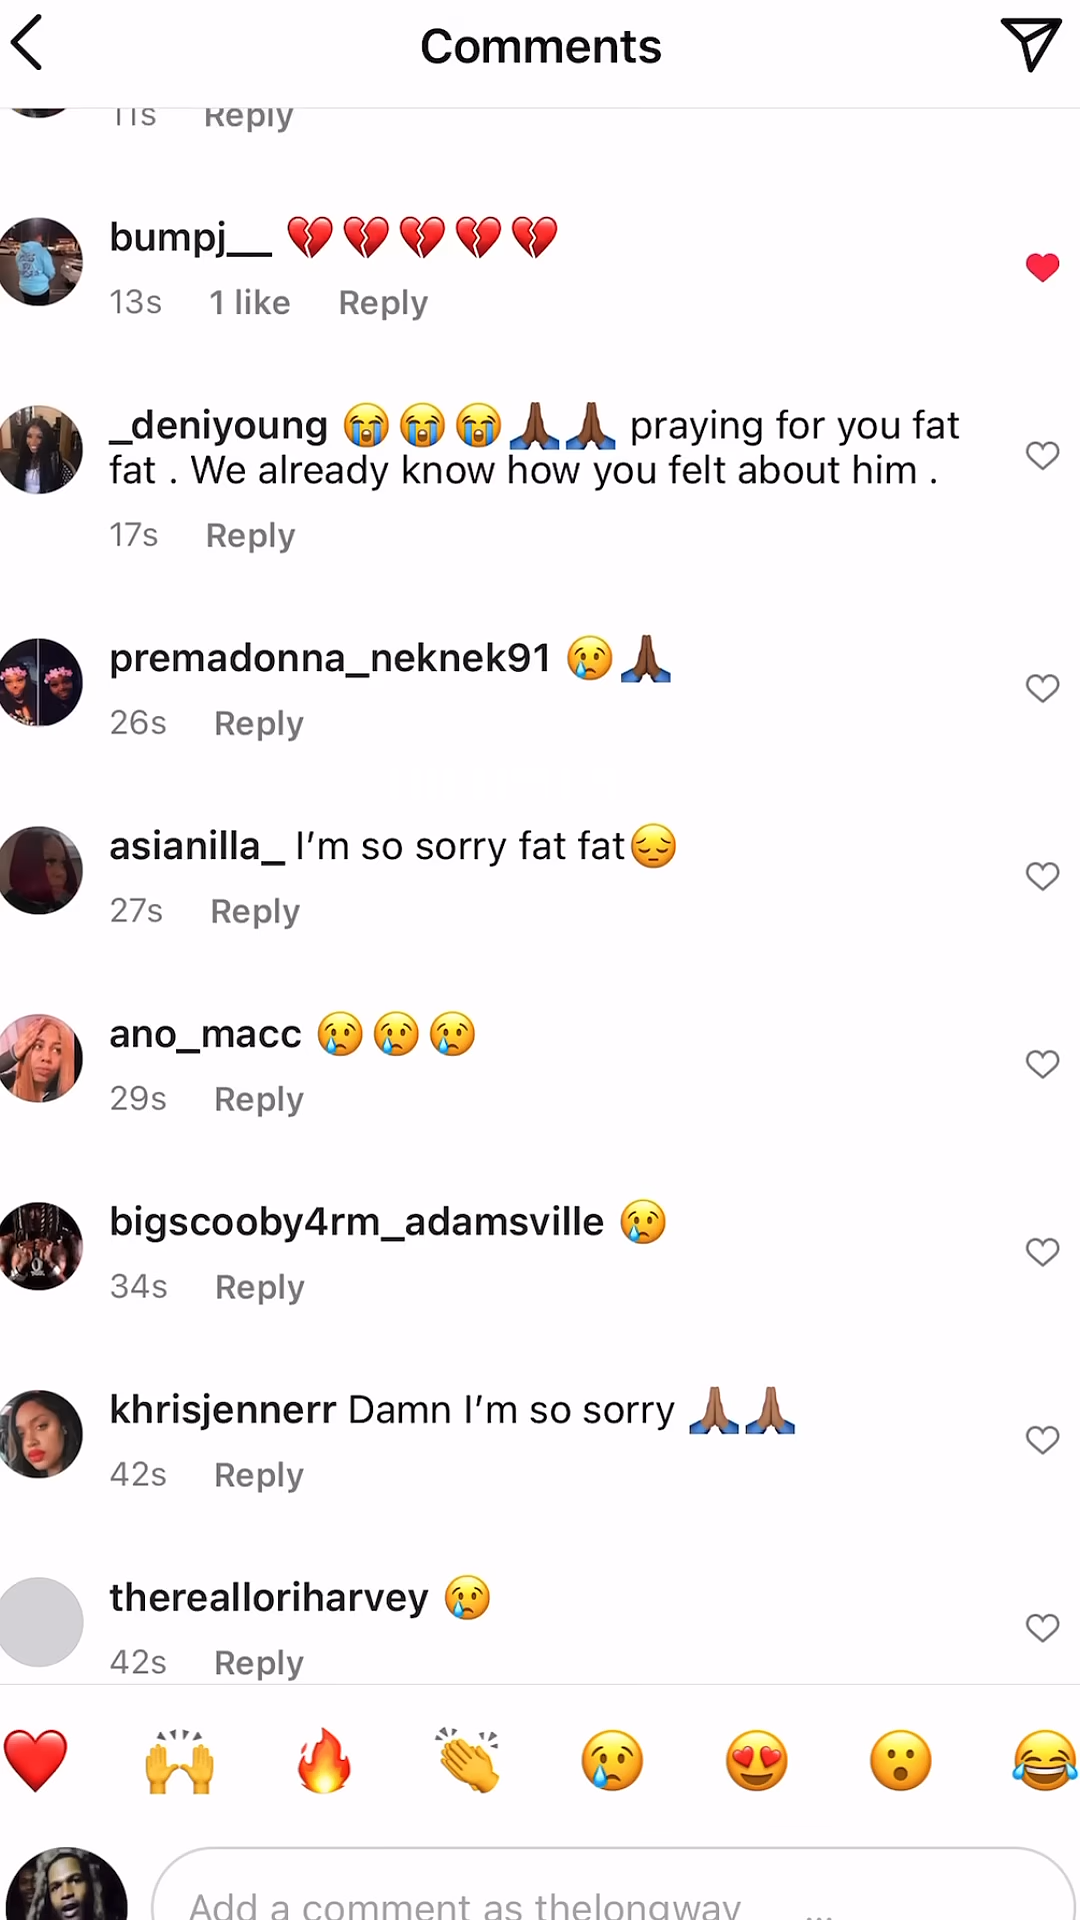 Comments
11s Reply
bumpj__ 💔💔💔💔💔
13s 1 like Reply
_deniyoung 😭😭😭🙏🏾🙏🏾 praying for you fat
fat . We already know how you felt about him .
17s Reply
premadonna_neknek91 😢🙏🏾
26s Reply
asianilla_ I’m so sorry fat fat😔
27s Reply
ano_macc 😢😢😢
29s Reply
bigscooby4rm_adamsville 😢
34s Reply
khrisjennerr Damn I’m so sorry 🙏🏽🙏🏽
42s Reply
thereallloriharvey 😢
42s Reply
Add a comment as thelongway ...